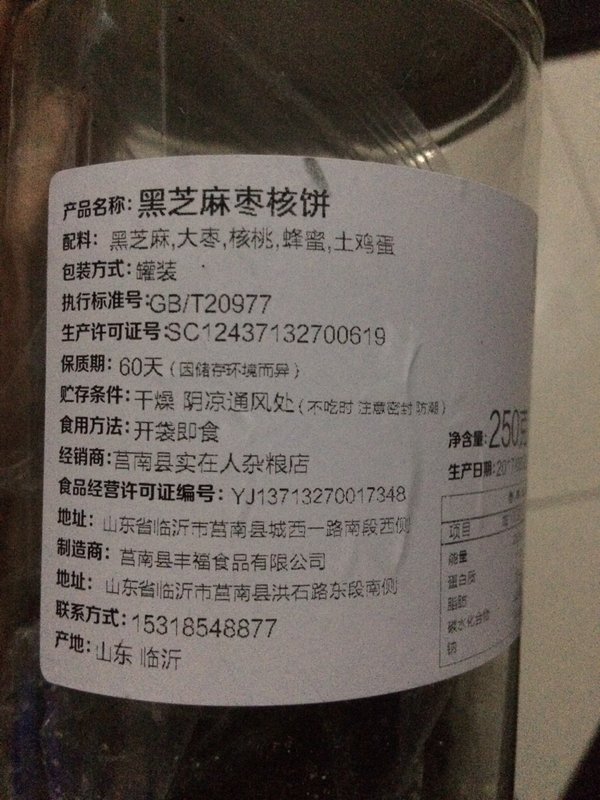 产品名称:黑芝麻枣核饼
配料: 黑芝麻,大枣,核桃,蜂蜜,土鸡蛋
包装方式:罐装
执行标准号:GB/T20977
生产许可证号:SC12437132700619
保质期: 60天 (因储存环境而异)
贮存条件:干燥 阴凉通风处(不吃时 注意密封 防潮)
食用方法:开袋即食
经销商:莒南县实在人杂粮店
食品经营许可证编号: YJ13713270017348
地址: 山东省临沂市莒南县城西一路南段西侧
制造商: 莒南县丰福食品有限公司
地址: 山东省临沂市莒南县洪石路东段南侧
联系方式:15318548877
产地:山东 临沂
净含量:250克
生产日期:2017
项目
能量
蛋白质
脂肪
碳水化合物
钠